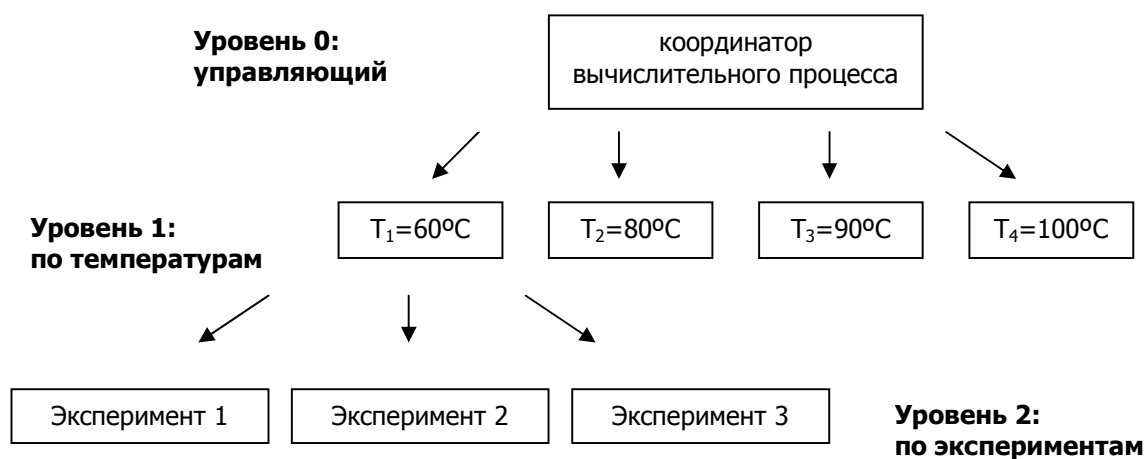 Уровень 0:
управляющий
координатор
вычислительного процесса
Уровень 1:
по температурам
T₁=60ºC
T₂=80ºC
T₃=90ºC
T₄=100ºC
Эксперимент 1
Эксперимент 2
Эксперимент 3
Уровень 2:
по экспериментам